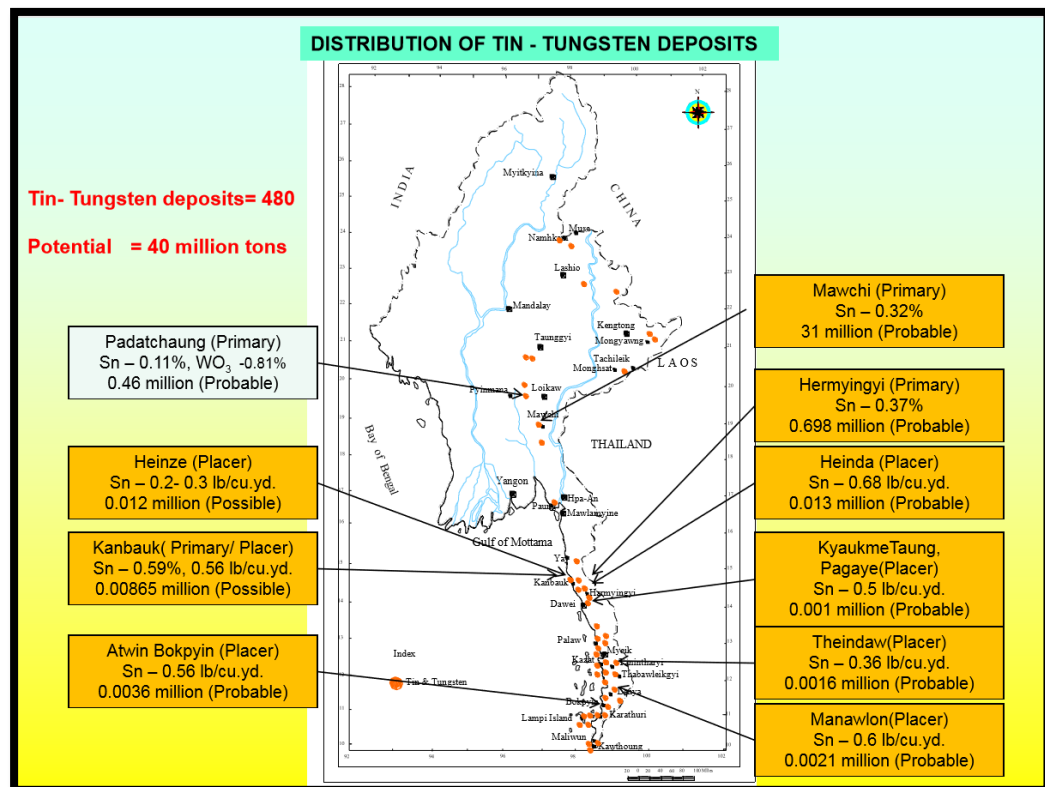 DISTRIBUTION OF TIN - TUNGSTEN DEPOSITS
Tin- Tungsten deposits= 480
Potential = 40 million tons
Padatchaung (Primary)
Sn – 0.11%, WO3 -0.81%
0.46 million (Probable)
Heinze (Placer)
Sn – 0.2- 0.3 lb/cu.yd.
0.012 million (Possible)
Kanbauk( Primary/ Placer)
Sn – 0.59%, 0.56 lb/cu.yd.
0.00865 million (Possible)
Atwin Bokpyin (Placer)
Sn – 0.56 lb/cu.yd.
0.0036 million (Probable)
Mawchi (Primary)
Sn – 0.32%
31 million (Probable)
Hermyingyi (Primary)
Sn – 0.37%
0.698 million (Probable)
Heinda (Placer)
Sn – 0.68 lb/cu.yd.
0.013 million (Probable)
KyaukmeTaung,
Pagaye(Placer)
Sn – 0.5 lb/cu.yd.
0.001 million (Probable)
Theindaw(Placer)
Sn – 0.36 lb/cu.yd.
0.0016 million (Probable)
Manawlon(Placer)
Sn – 0.6 lb/cu.yd.
0.0021 million (Probable)
N
INDIA
CHINA
Myitkyina
Muse
Lashio
Mandalay
Kengtong
Mongyawng
Taunggyi
Tachileik
Monghsat
LAOS
Pyinmana
Loikaw
THAILAND
Bay of Bengal
Yangon
Hpa-An
Mawlamyine
Gulf of Mottama
Kanbauk
Dawei
Palaw
Index
Tin & Tungsten
Thabawleikgyi
Lampi Island
Karathuri
Maliwun
Kawthoung